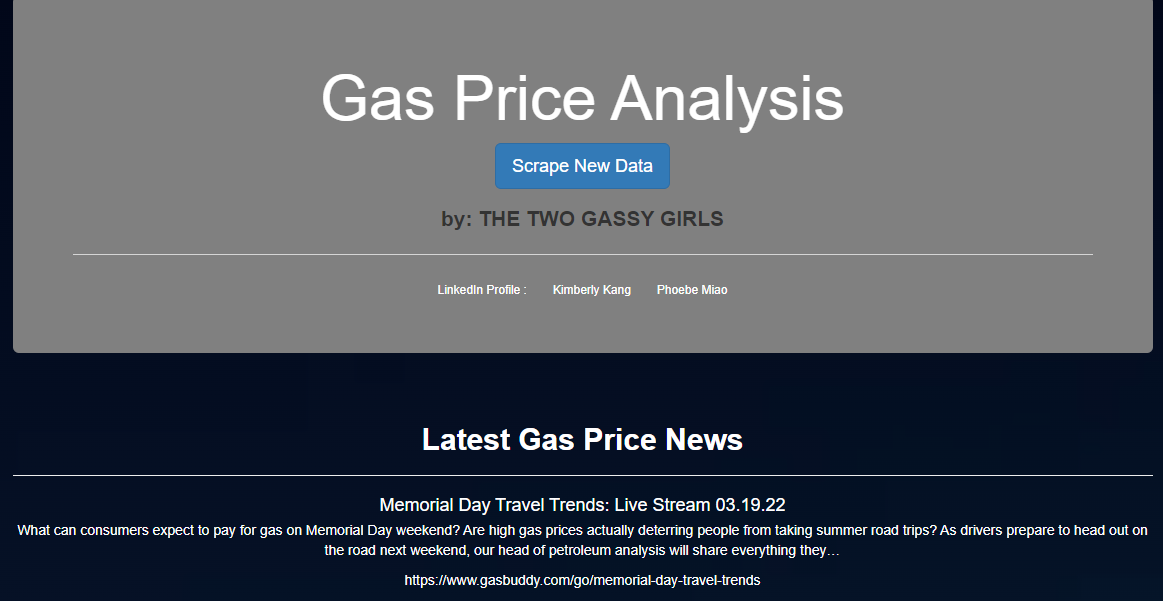 Gas Price Analysis
Scrape New Data
by: THE TWO GASSY GIRLS
LinkedIn Profile : Kimberly Kang Phoebe Miao
Latest Gas Price News
Memorial Day Travel Trends: Live Stream 03.19.22
What can consumers expect to pay for gas on Memorial Day weekend? Are high gas prices actually deterring people from taking summer road trips? As drivers prepare to head out on
the road next weekend, our head of petroleum analysis will share everything they…
https://www.gasbuddy.com/go/memorial-day-travel-trends